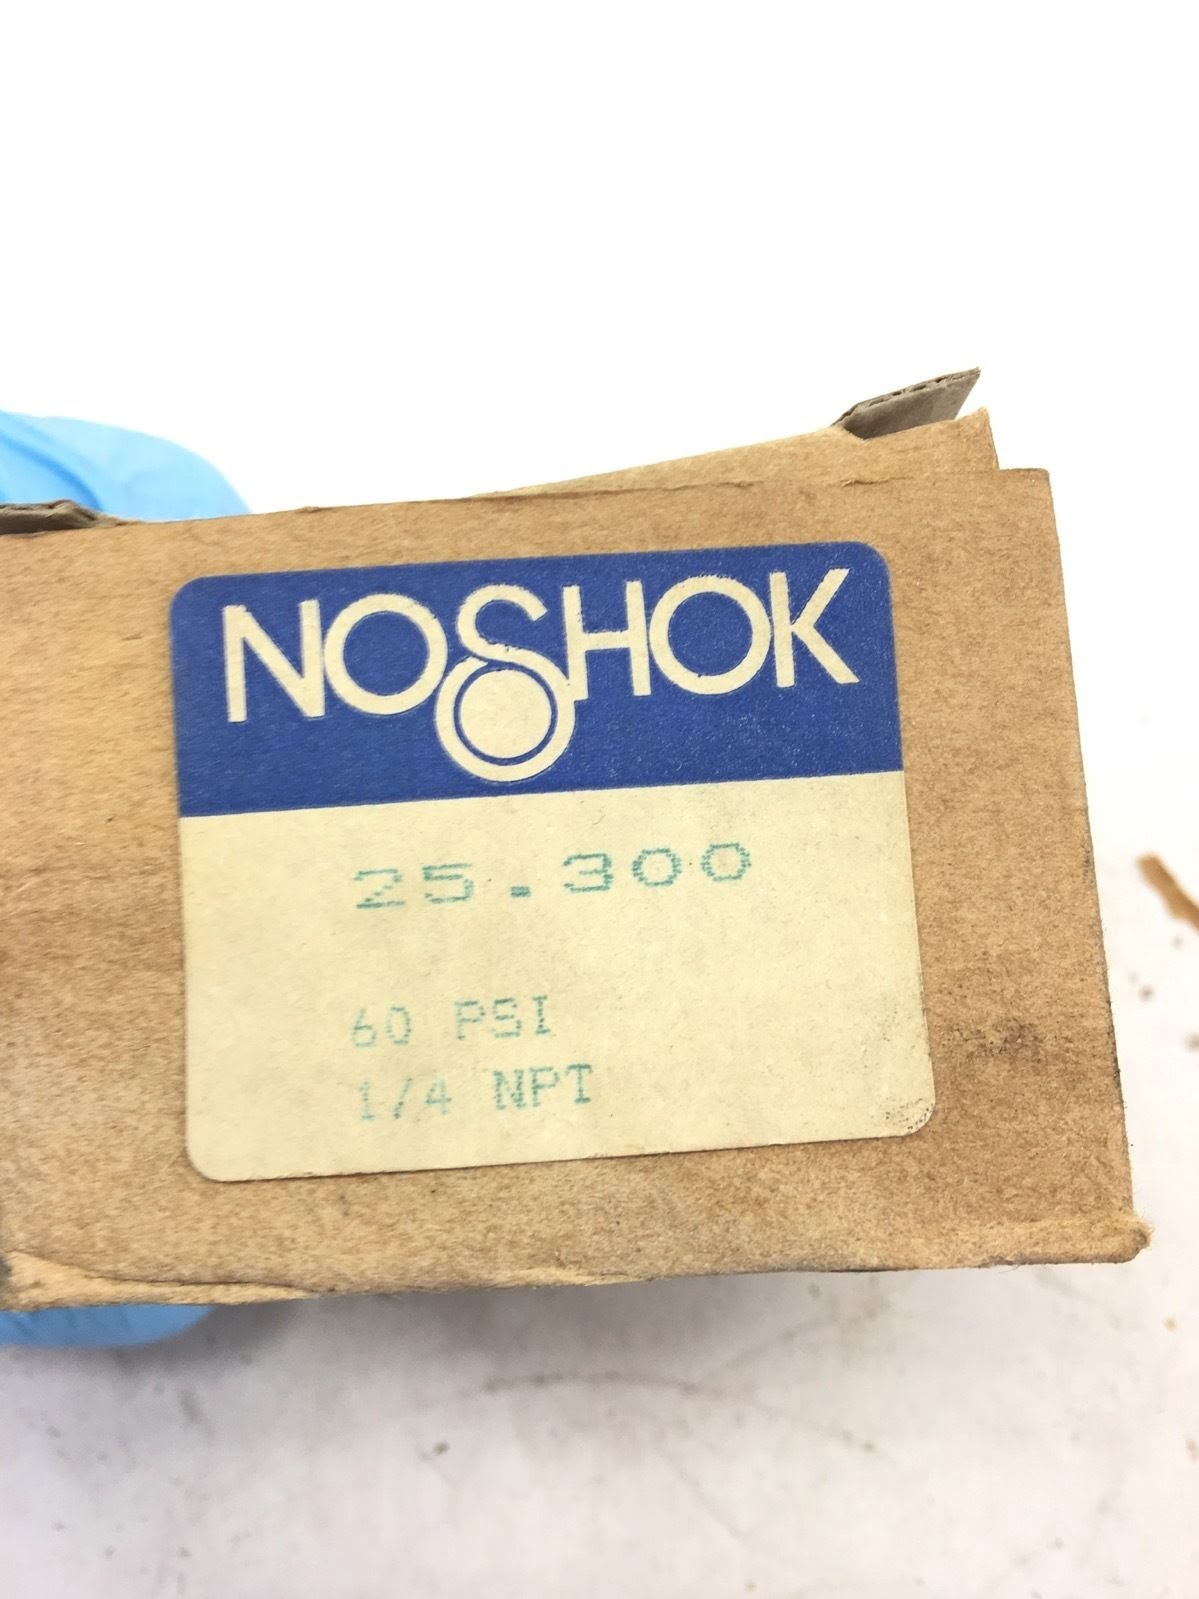 NOSHOK
25.300
60 PSI
1/4 NPT